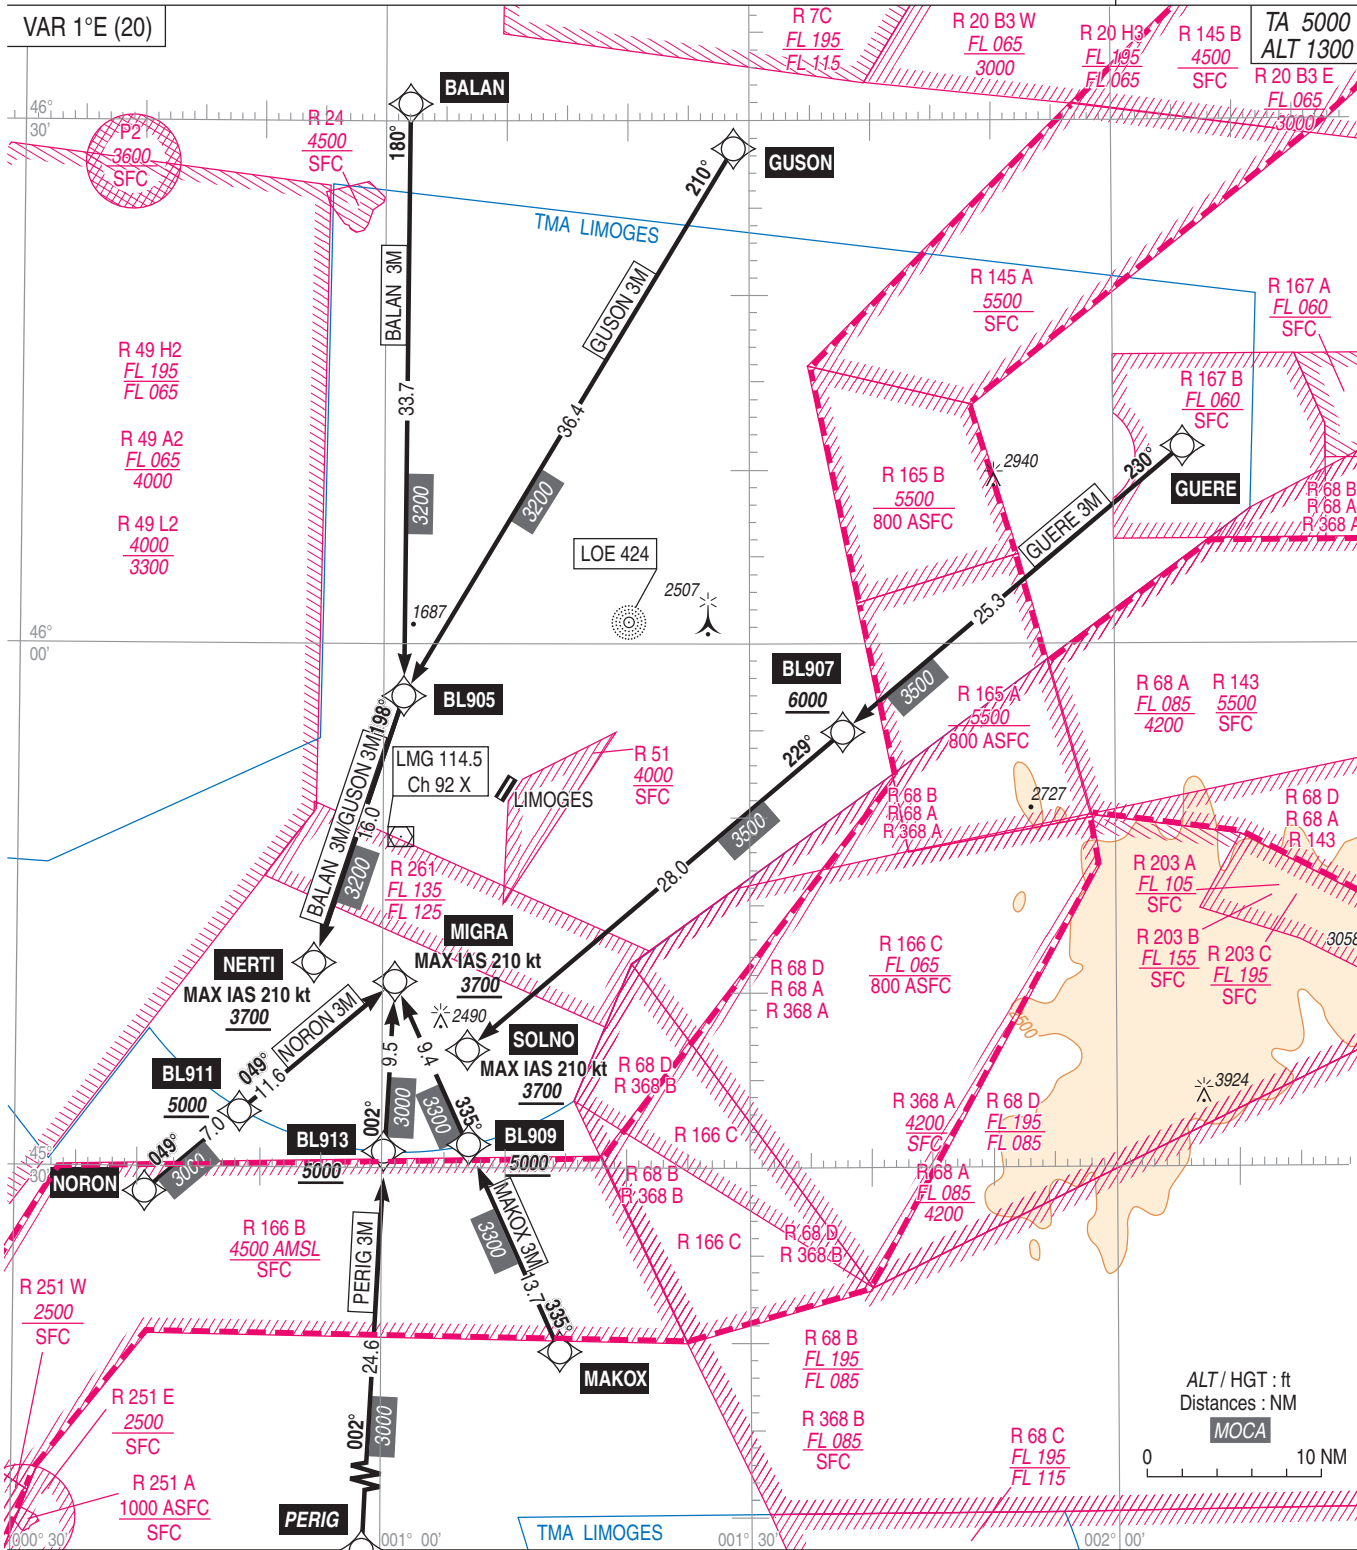 VAR 1°E (20)
TA 5000
ALT 1300
R 7C
FL 195
FL 115
R 20 B3 W
FL 065
3000
R 20 H3
FL 195
FL 065
R 145 B
4500
SFC
R 20 B3 E
FL 065
3000
46°
30'
P2
3600
SFC
R 24
4500
SFC
BALAN
180°
GUSON
210°
TMA LIMOGES
BALAN 3M
GUSON 3M
R 145 A
5500
SFC
R 167 A
FL 060
SFC
R 49 H2
FL 195
FL 065
R 167 B
FL 060
SFC
33.7
36.4
R 49 A2
FL 065
4000
2940
230°
GUERE
R 165 B
5500
800 ASFC
3200
3200
R 68 B
R 68 A
R 368 A
R 49 L2
4000
3300
GUERE 3M
LOE 424
2507
1687
25.3
46°
00'
BL907
6000
BL905
198°
3500
R 68 A
FL 085
4200
R 143
5500
SFC
R 165 A
5500
800 ASFC
229°
LMG 114.5
Ch 92 X
R 51
4000
SFC
LIMOGES
BALAN 3M/GUSON 3M
16.0
3200
3500
R 68 B
R 68 A
R 368 A
2727
R 68 D
R 68 A
R 143
R 261
FL 135
FL 125
28.0
R 203 A
FL 105
SFC
MIGRA
MAX IAS 210 kt
3700
NERTI
MAX IAS 210 kt
3700
R 166 C
FL 065
800 ASFC
R 68 D
R 68 A
R 368 A
R 203 B
FL 155
SFC
R 203 C
FL 195
SFC
3058
2490
1500
NORON 3M
SOLNO
MAX IAS 210 kt
3700
9.5
9.4
BL911
5000
049°
11.6
R 68 D
R 368 B
3924
3000
3300
002°
335°
R 368 A
4200
SFC
R 68 D
FL 195
FL 085
7.0
BL913
5000
BL909
5000
R 166 C
049°
3000
45°
30'
NORON
R 68 B
R 368 B
R 68 A
FL 085
4200
R 166 B
4500 AMSL
SFC
PERIG 3M
MAKOX 3M
3300
R 166 C
R 68 D
R 368 B
R 251 W
2500
SFC
13.7
335°
24.6
MAKOX
R 68 B
FL 195
FL 085
R 251 E
2500
SFC
002°
3000
R 368 B
FL 085
SFC
ALT / HGT : ft
Distances : NM
MOCA
0 10 NM
R 68 C
FL 195
FL 115
R 251 A
1000 ASFC
SFC
PERIG
TMA LIMOGES
000° 30'
001° 00'
001° 30'
002° 00'